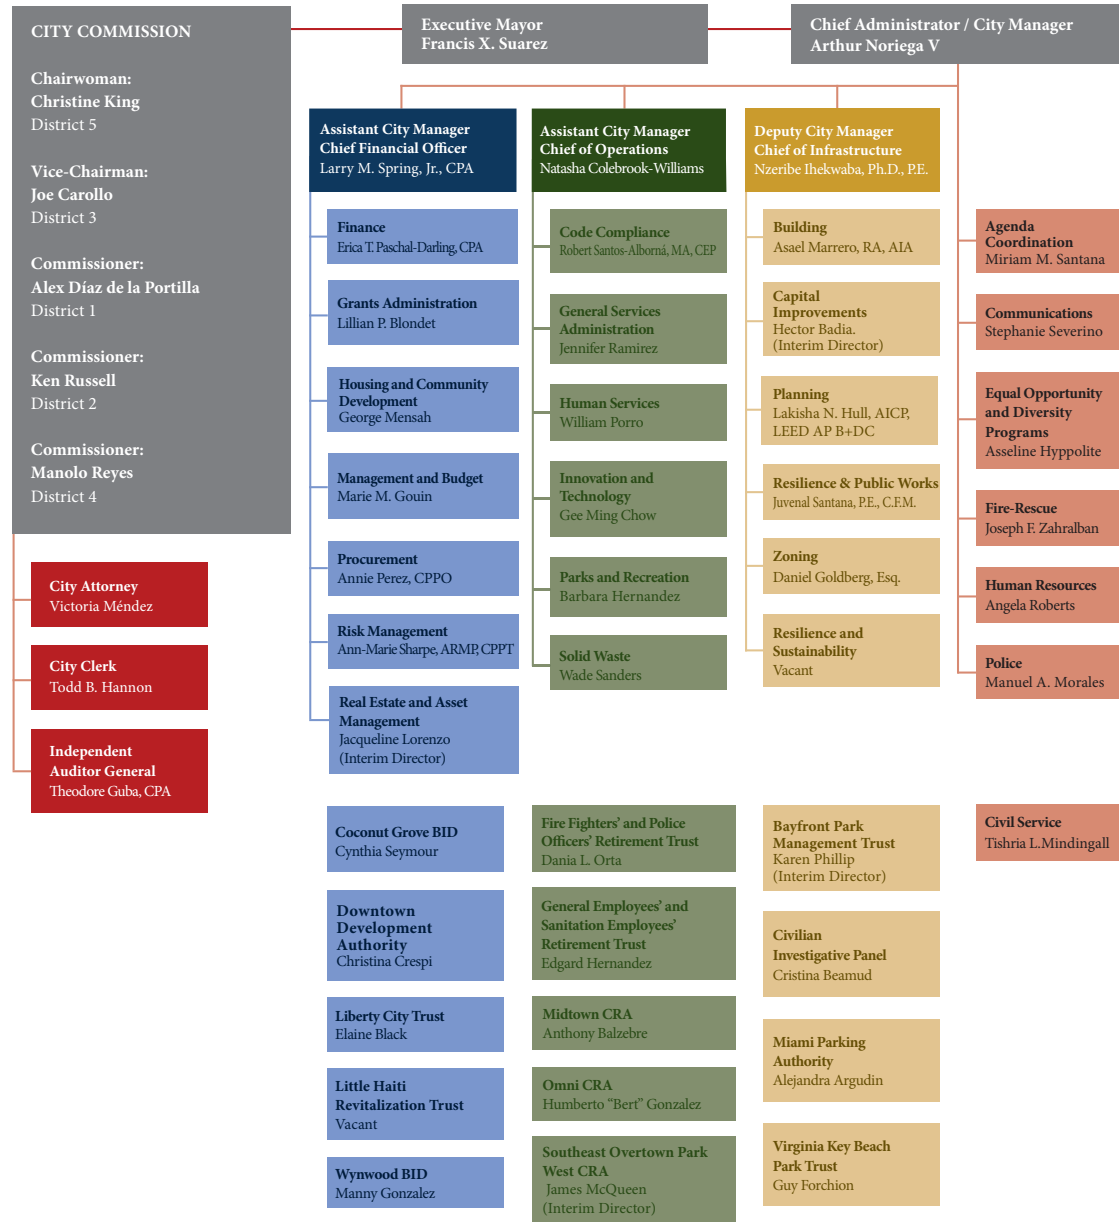 CITY COMMISSION
Chairwoman:
Christine King
District 5
Vice-Chairman:
Joe Carollo
District 3
Commissioner:
Alex Díaz de la Portilla
District 1
Commissioner:
Ken Russell
District 2
Commissioner:
Manolo Reyes
District 4
Executive Mayor
Francis X. Suarez
Chief Administrator / City Manager
Arthur Noriega V
City Attorney
Victoria Méndez
City Clerk
Todd B. Hannon
Independent
Auditor General
Theodore Guba, CPA
Assistant City Manager
Chief Financial Officer
Larry M. Spring, Jr., CPA
Finance
Erica T. Paschal-Darling, CPA
Grants Administration
Lillian P. Blondet
Housing and Community
Development
George Mensah
Management and Budget
Marie M. Gouin
Procurement
Annie Perez, CPPO
Risk Management
Ann-Marie Sharpe, ARMP, CPPT
Real Estate and Asset
Management
Jacqueline Lorenzo
(Interim Director)
Assistant City Manager
Chief of Operations
Natasha Colebrook-Williams
Code Compliance
Robert Santos-Alborná, MA, CEP
General Services
Administration
Jennifer Ramirez
Human Services
William Porro
Innovation and
Technology
Gee Ming Chow
Parks and Recreation
Barbara Hernandez
Solid Waste
Wade Sanders
Deputy City Manager
Chief of Infrastructure
Nzeribe Ihekwaba, Ph.D., P.E.
Building
Asael Marrero, RA, AIA
Capital
Improvements
Hector Badia.
(Interim Director)
Planning
Lakisha N. Hull, AICP,
LEED AP B+DC
Resilience & Public Works
Juvenal Santana, P.E., C.F.M.
Zoning
Daniel Goldberg, Esq.
Resilience and
Sustainability
Vacant
Agenda
Coordination
Miriam M. Santana
Communications
Stephanie Severino
Equal Opportunity
and Diversity
Programs
Asseline Hyppolite
Fire-Rescue
Joseph F. Zahralban
Human Resources
Angela Roberts
Police
Manuel A. Morales
Coconut Grove BID
Cynthia Seymour
Downtown
Development
Authority
Christina Crespi
Liberty City Trust
Elaine Black
Little Haiti
Revitalization Trust
Vacant
Wynwood BID
Manny Gonzalez
Fire Fighters’ and Police
Officers’ Retirement Trust
Dania L. Orta
General Employees’ and
Sanitation Employees’
Retirement Trust
Edgard Hernandez
Midtown CRA
Anthony Balzebre
Omni CRA
Humberto “Bert” Gonzalez
Southeast Overtown Park
West CRA
James McQueen
(Interim Director)
Bayfront Park
Management Trust
Karen Phillip
(Interim Director)
Civilian
Investigative Panel
Cristina Beamud
Miami Parking
Authority
Alejandra Argudin
Virginia Key Beach
Park Trust
Guy Forchion
Civil Service
Tishria L.Mindingall